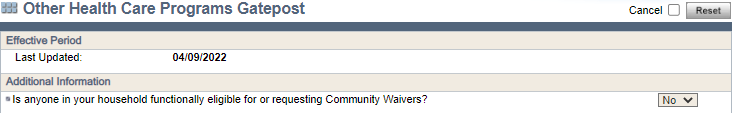 Other Health Care Programs Gatepost Cancel Reset
Effective Period
Last Updated: 04/09/2022
Additional Information
Is anyone in your household functionally eligible for or requesting Community Waivers? No